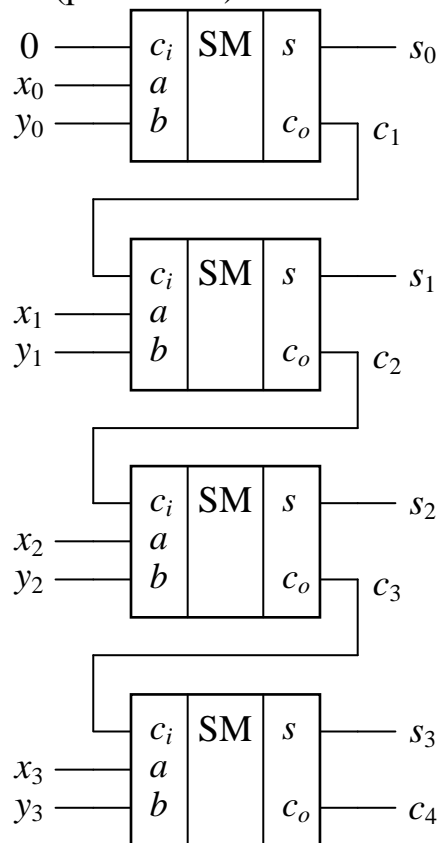 0 c_i SM s s_0
x_0 a
y_0 b c_o c_1
c_i SM s s_1
x_1 a
y_1 b c_o c_2
c_i SM s s_2
x_2 a
y_2 b c_o c_3
c_i SM s s_3
x_3 a
y_3 b c_o c_4